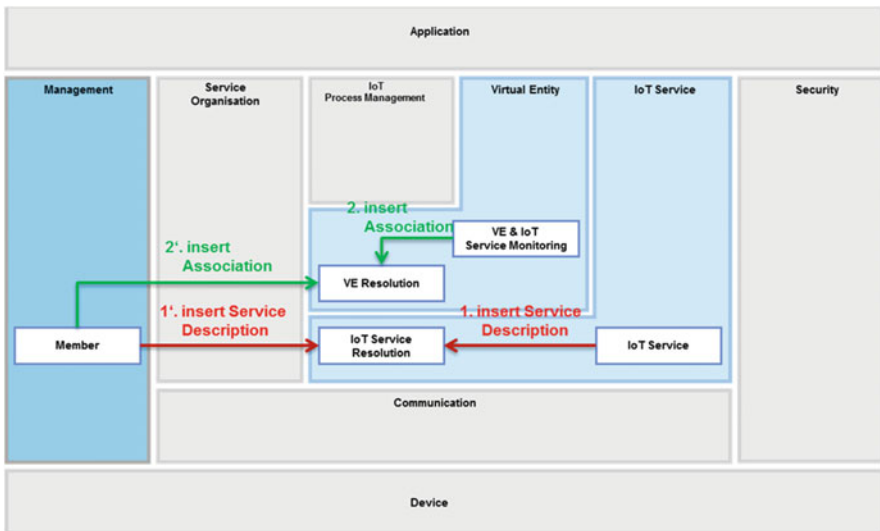 Application
Management
Service
Organisation
IoT
Process Management
Virtual Entity
IoT Service
Security
2. insert
Association
VE & IoT
Service Monitoring
2'. insert
Association
VE Resolution
1'. insert Service
Description
1. insert Service
Description
Member
IoT Service
Resolution
IoT Service
Communication
Device